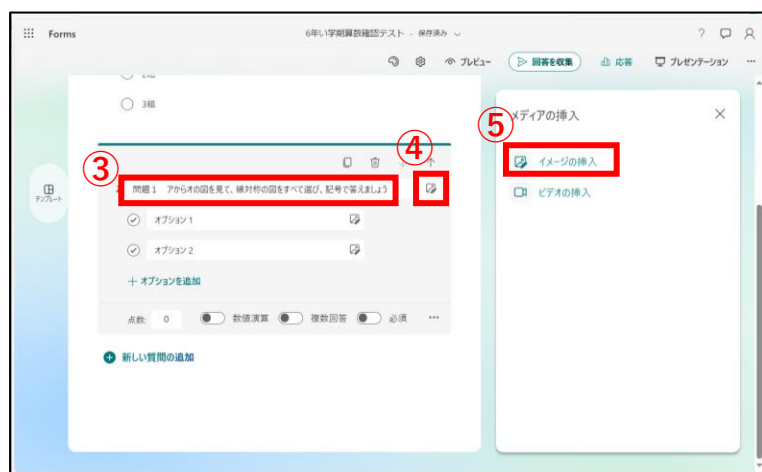 Forms
6年い学期算数確認テスト - 保存済み
プレビュー
回答を収集
応答
プレゼンテーション
3組
テンプレート
③
④
⑤
問題1 アからオの図を見て、線対称の図をすべて選び、記号で答えましょう
オプション 1
オプション 2
＋ オプションを追加
点数: 0 数値演算 複数回答 必須
新しい質問の追加
メディアの挿入
イメージの挿入
ビデオの挿入